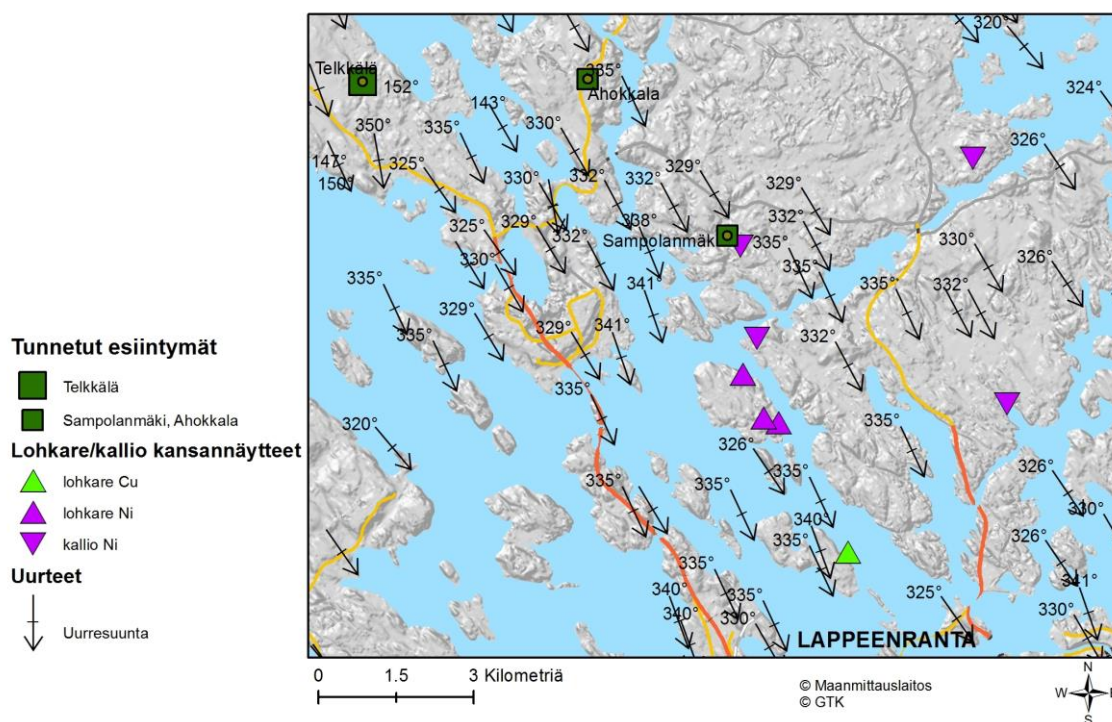 Tunnetut esiintymät
Telkkälä
Sampolanmäki, Ahokkala
Lohkare/kallio kansannäytteet
lohkare Cu
lohkare Ni
kallio Ni
Uurteet
Uurresuunta
320°
Telkkälä
335°
152°
Ahokkala
324°
143°
350°
335°
330°
326°
147°
150°
325°
329°
330°
332°
332°
329°
325°
329°
332°
338°
Sampolanmäki
332°
335°
330°
330°
335°
341°
335°
326°
335°
332°
329°
335°
329°
341°
332°
335°
335°
320°
326°
335°
326°
335°
335°
340°
330°
335°
326°
335°
340°
335°
341°
340°
330°
325°
330°
LAPPEENRANTA
0
1.5
3 Kilometriä
© Maanmittauslaitos
© GTK
N
W
E
S